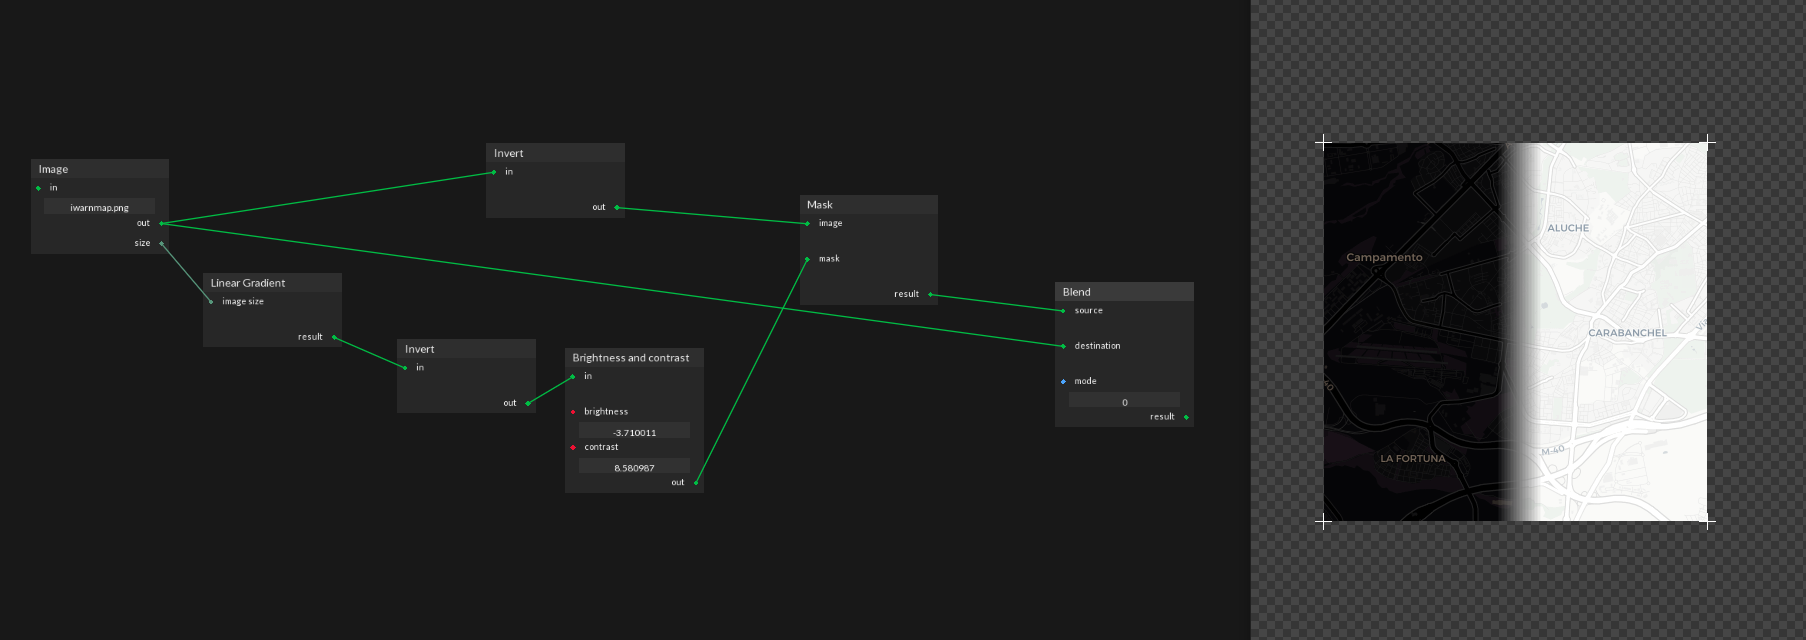 Image
in
iwarnmap.png
out
size
Linear Gradient
image size
result
Invert
in
out
Invert
in
out
Brightness and contrast
in
brightness
-3.710011
contrast
8.580987
out
Mask
image
mask
result
Blend
source
destination
mode
0
result
ALUCHE
Campamento
CARABANCHEL
M-40
LA FORTUNA